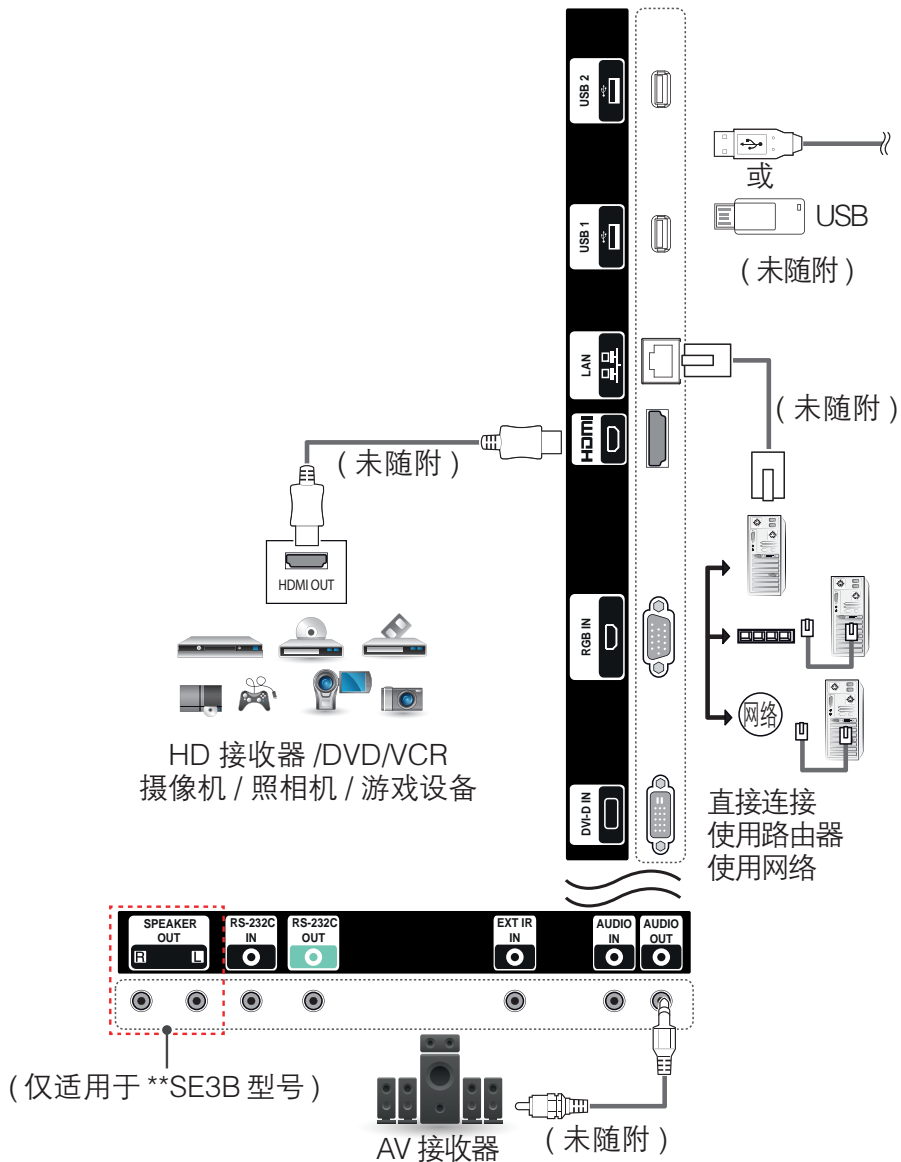 USB 2
或
USB
( 未随附 )
USB 1
LAN
( 未随附 )
HDMI
( 未随附 )
HDMI OUT
RGB IN
网络
HD 接收器 /DVD/VCR
摄像机 / 照相机 / 游戏设备
DVI-D IN
直接连接
使用路由器
使用网络
SPEAKER
OUT
R L
RS-232C
IN
RS-232C
OUT
EXT IR
IN
AUDIO
IN
AUDIO
OUT
( 仅适用于 **SE3B 型号 )
AV 接收器
( 未随附 )